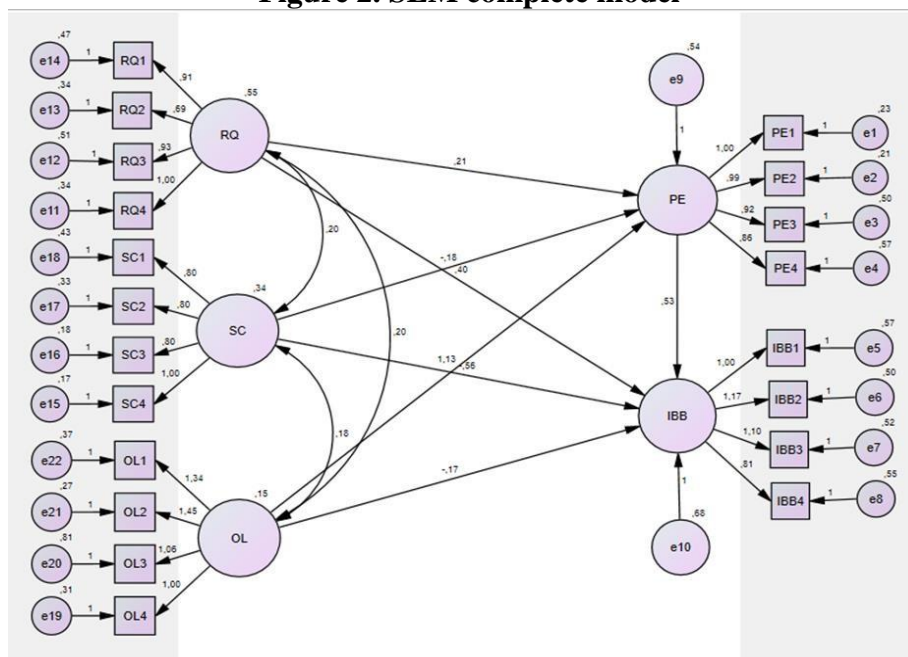 Figure 2. SEM complete model
,47
e14 1 RQ1
,91
,34
e13 1 RQ2
,69
,51
e12 1 RQ3
,93
,34
e11 1 RQ4
1,00
,55
RQ
,43
e18 1 SC1
,80
,33
e17 1 SC2
,80
,18
e16 1 SC3
,80
,17
e15 1 SC4
1,00
,34
SC
,37
e22 1 OL1
1,34
,27
e21 1 OL2
1,45
,81
e20 1 OL3
1,06
,31
e19 1 OL4
1,00
,15
OL
,20
,20
,18
,21
-,18
,40
1,13
-,56
-,17
,53
,54
e9
1
PE
1,00
PE1 1 e1
,23
,99
PE2 1 e2
,21
,92
PE3 1 e3
,50
,86
PE4 1 e4
,57
IBB
1,00
IBB1 1 e5
,57
1,17
IBB2 1 e6
,50
1,10
IBB3 1 e7
,52
,81
IBB4 1 e8
,55
1
,68
e10